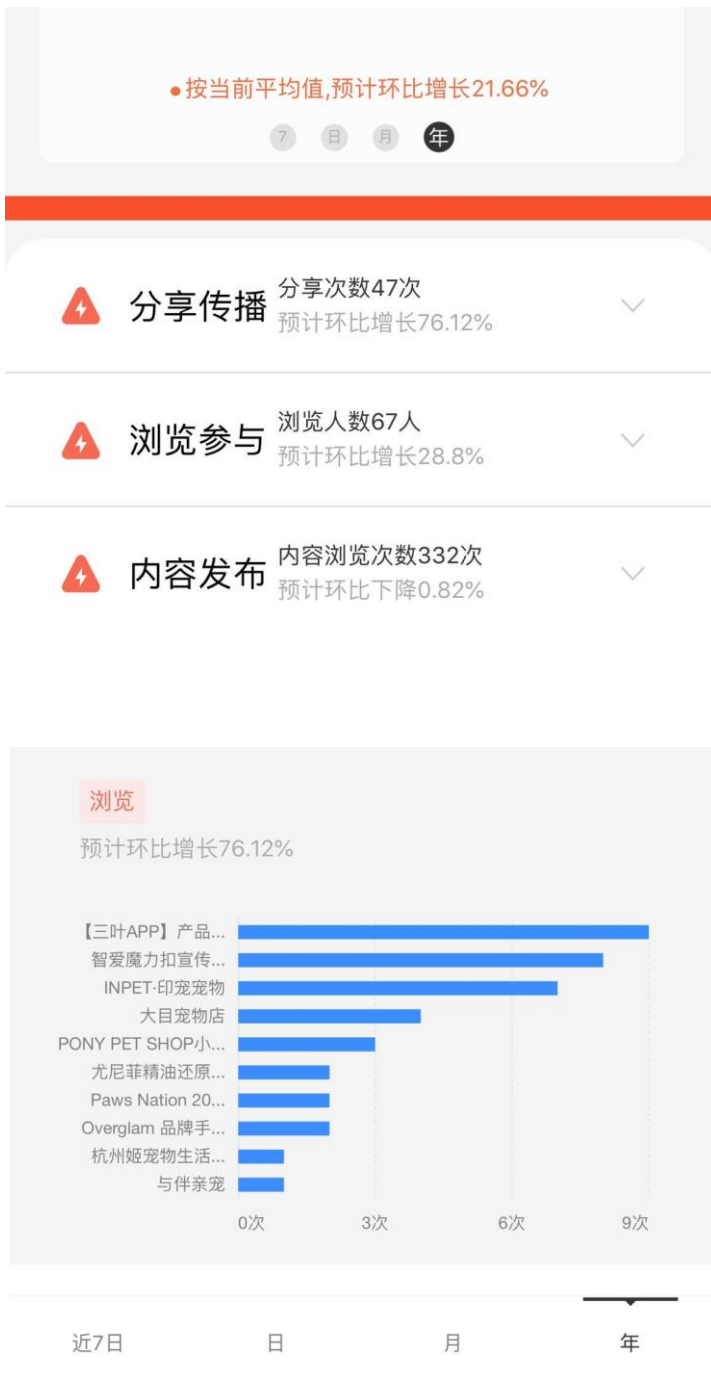 ●按当前平均值,预计环比增长21.66%
7 日 月 年
分享传播
分享次数47次
预计环比增长76.12%
浏览参与
浏览人数67人
预计环比增长28.8%
内容发布
内容浏览次数332次
预计环比下降0.82%
浏览
预计环比增长76.12%
【三叶APP】产品...
智爱魔力扣宣传...
INPET·印宠宠物
大目宠物店
PONY PET SHOP小...
尤尼菲精油还原...
Paws Nation 20...
Overglam 品牌手...
杭州姬宠物生活...
与伴亲宠
0次 3次 6次 9次
近7日 日 月 年